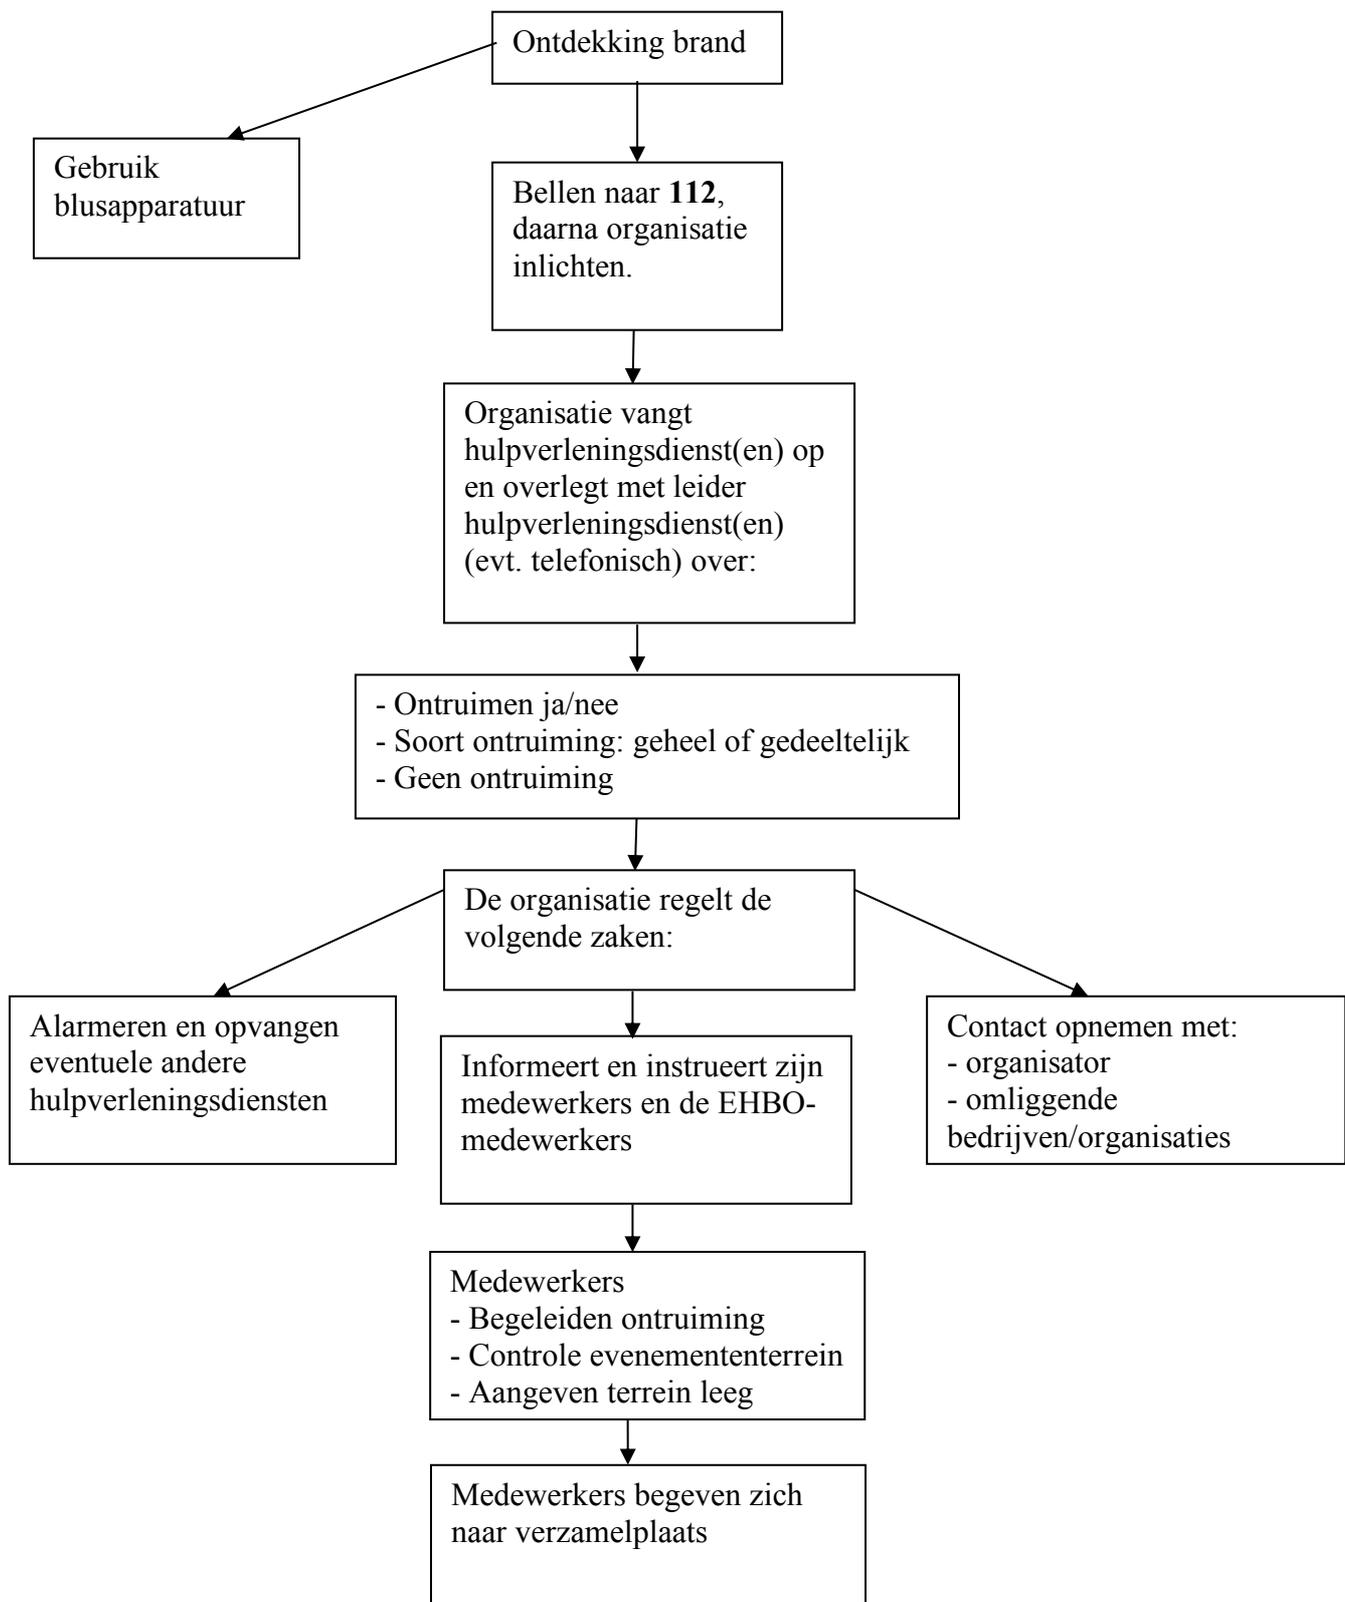 Ontdekking brand
Gebruik
blusapparatuur
Bellen naar 112,
daarna organisatie
inlichten.
Organisatie vangt
hulpverleningsdienst(en) op
en overlegt met leider
hulpverleningsdienst(en)
(evt. telefonisch) over:
- Ontruimen ja/nee
- Soort ontruiming: geheel of gedeeltelijk
- Geen ontruiming
De organisatie regelt de
volgende zaken:
Alarmeren en opvangen
eventuele andere
hulpverleningsdiensten
Informeert en instrueert zijn
medewerkers en de EHBO-
medewerkers
Contact opnemen met:
- organisator
- omliggende
bedrijven/organisaties
Medewerkers
- Begeleiden ontruiming
- Controle evenemententerrein
- Aangeven terrein leeg
Medewerkers begeven zich
naar verzamelplaats